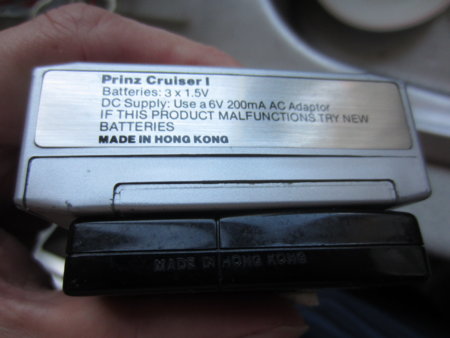 Prinz Cruiser I
Batteries: 3 x 1.5V
DC Supply: Use a 6V 200mA AC Adaptor
IF THIS PRODUCT MALFUNCTIONS TRY NEW
BATTERIES
MADE IN HONG KONG
MADE IN HONG KONG